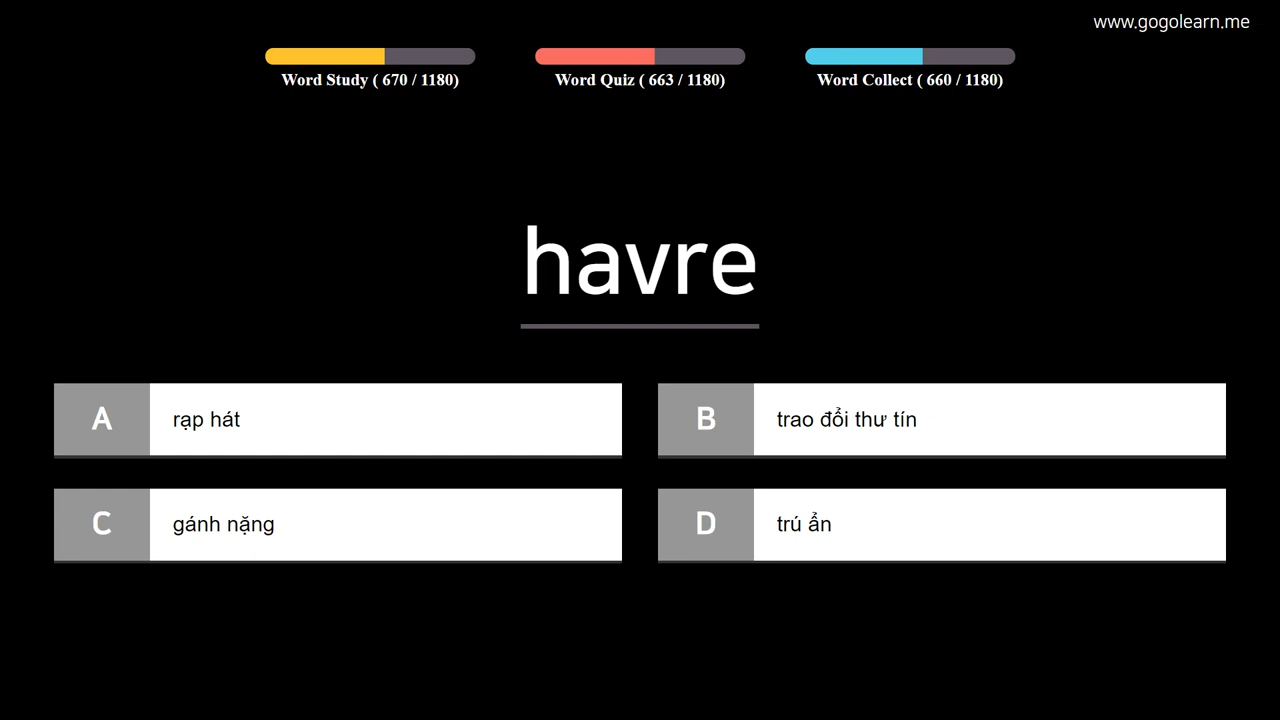 www.gogolearn.me
Word Study ( 670 / 1180)
Word Quiz ( 663 / 1180)
Word Collect ( 660 / 1180)
havre
A rạp hát
B trao đổi thư tín
C gánh nặng
D trú ẩn